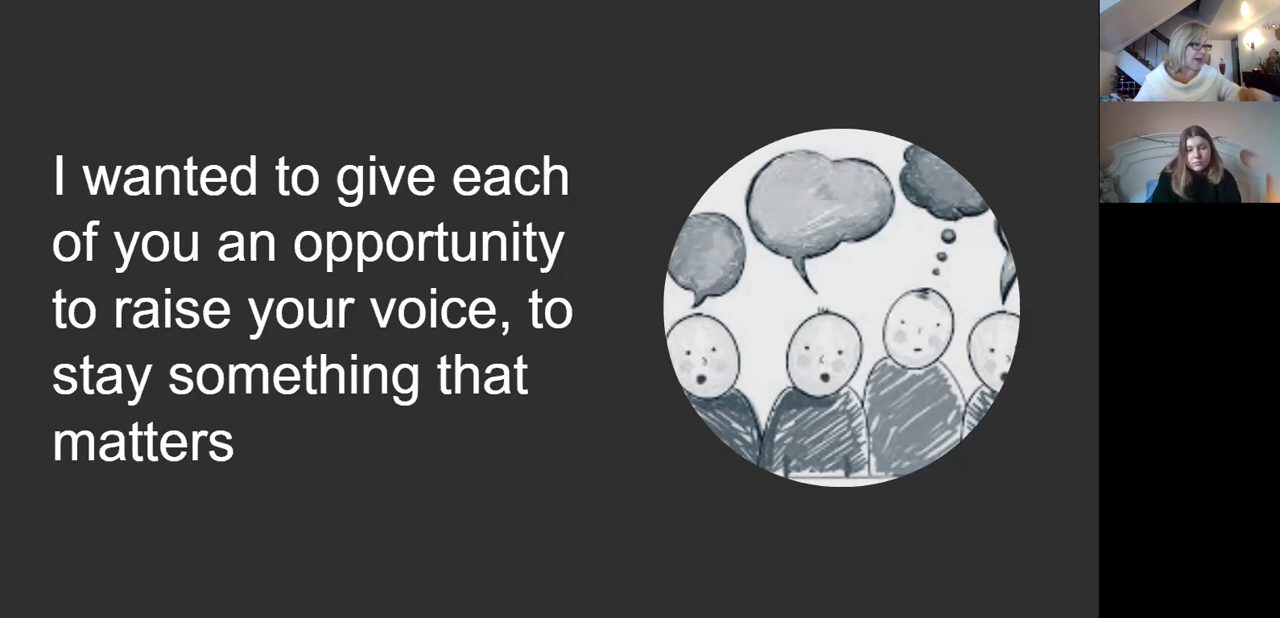 I wanted to give each
of you an opportunity
to raise your voice, to
stay something that
matters